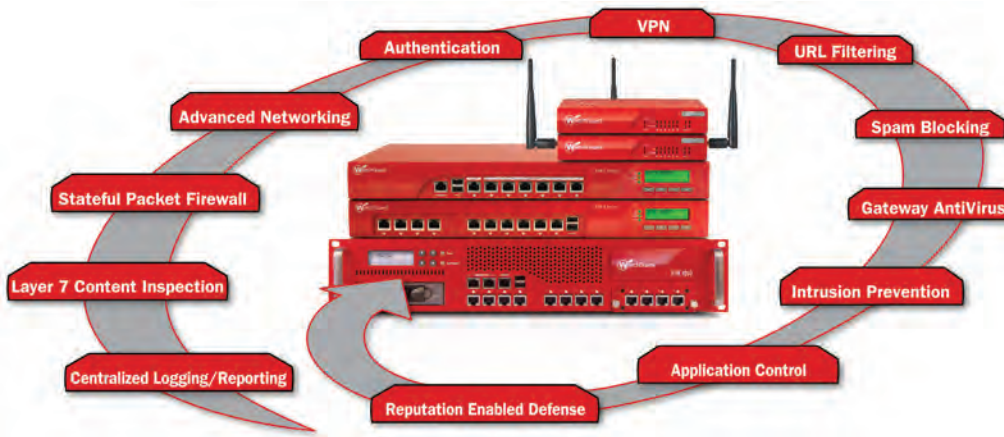 VPN
Authentication
URL Filtering
Advanced Networking
Spam Blocking
Stateful Packet Firewall
Gateway AntiVirus
Layer 7 Content Inspection
Intrusion Prevention
Centralized Logging/Reporting
Application Control
Reputation Enabled Defense
WatchGuard